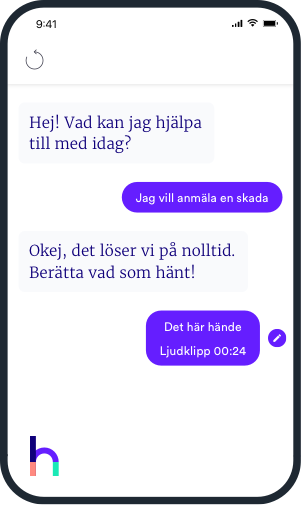 9:41
Hej! Vad kan jag hjälpa
till med idag?
Jag vill anmäla en skada
Okej, det löser vi på nolltid.
Berätta vad som hänt!
Det här hände
Ljudklipp 00:24
h